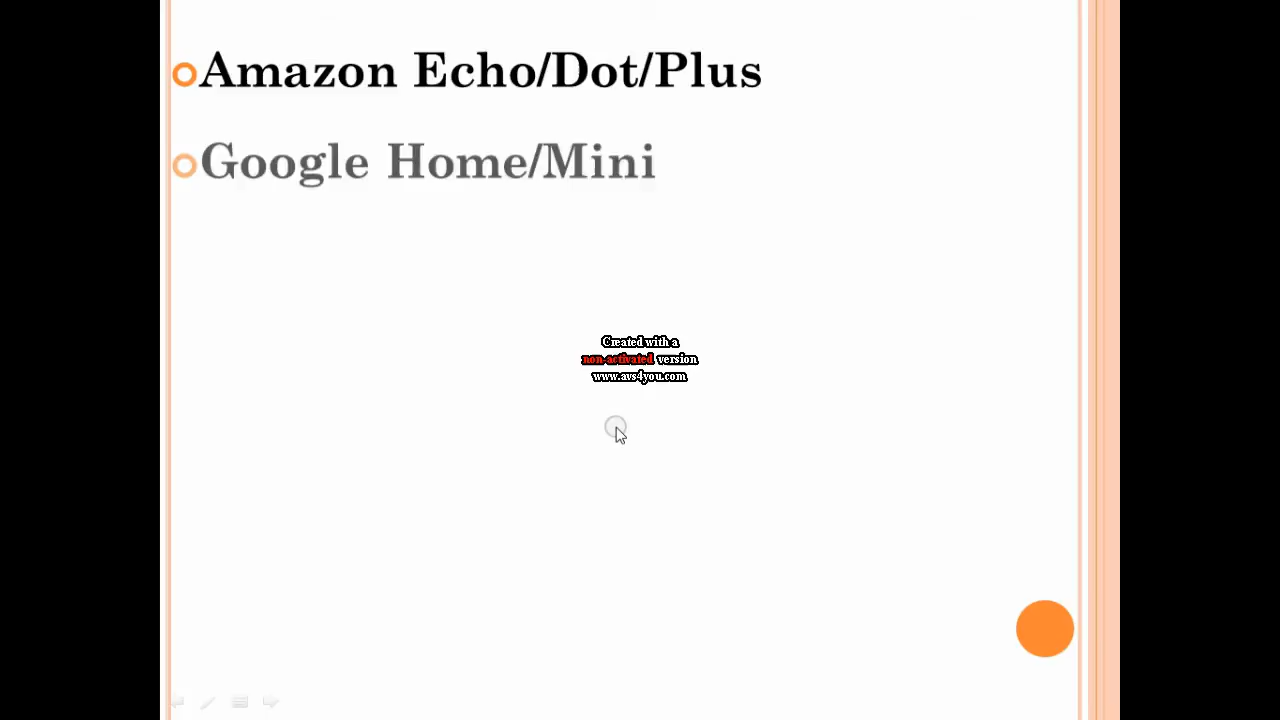 Amazon Echo/Dot/Plus
Google Home/Mini
Created with a
non-activated version
www.avs4you.com